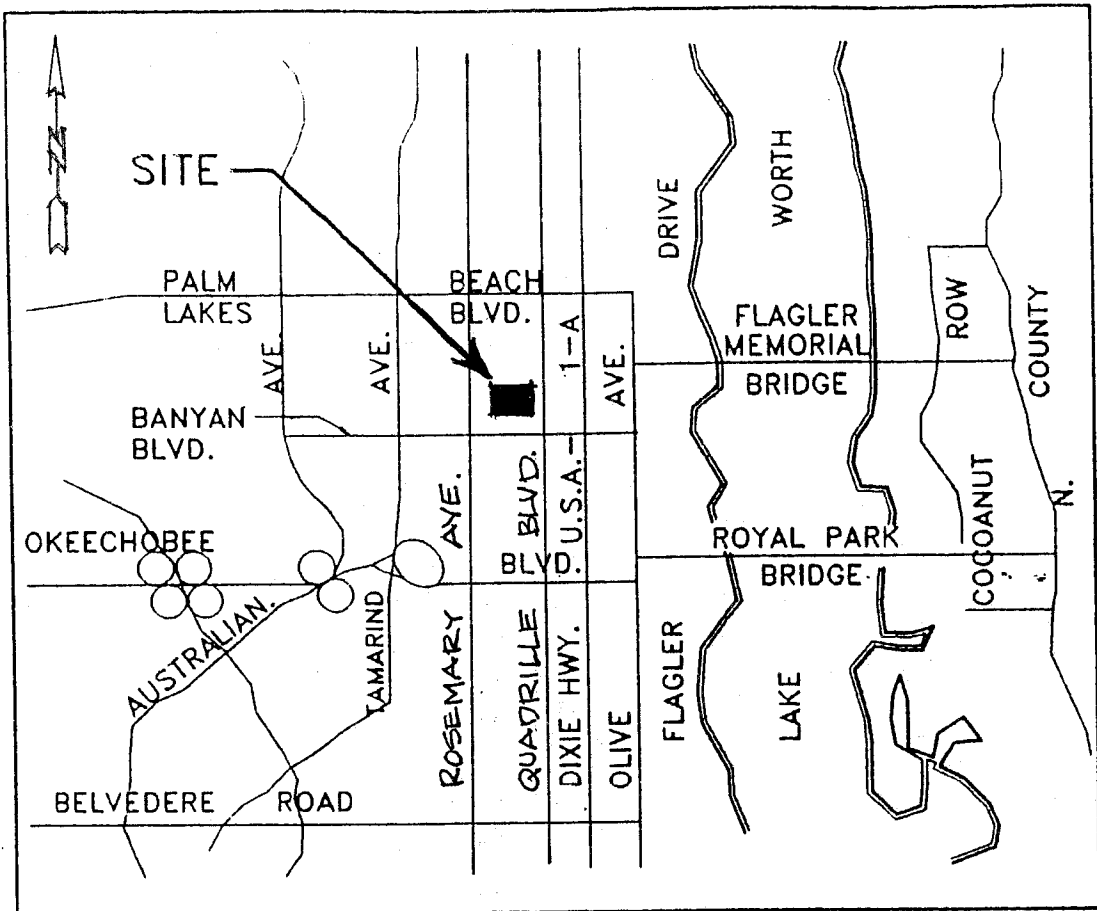 N
SITE
PALM BEACH
LAKES BLVD.
AVE.
AVE.
BANYAN
BLVD.
OKEECHOBEE BLVD.
AUSTRALIAN.
TAMARIND
ROSEMARY AVE.
QUADRILLE BLVD.
DIXIE HWY. U.S.A.-1-A
OLIVE AVE.
BELVEDERE ROAD
FLAGLER DRIVE
LAKE WORTH
FLAGLER
MEMORIAL
BRIDGE
ROYAL PARK
BRIDGE
COCOANUT ROW
N. COUNTY